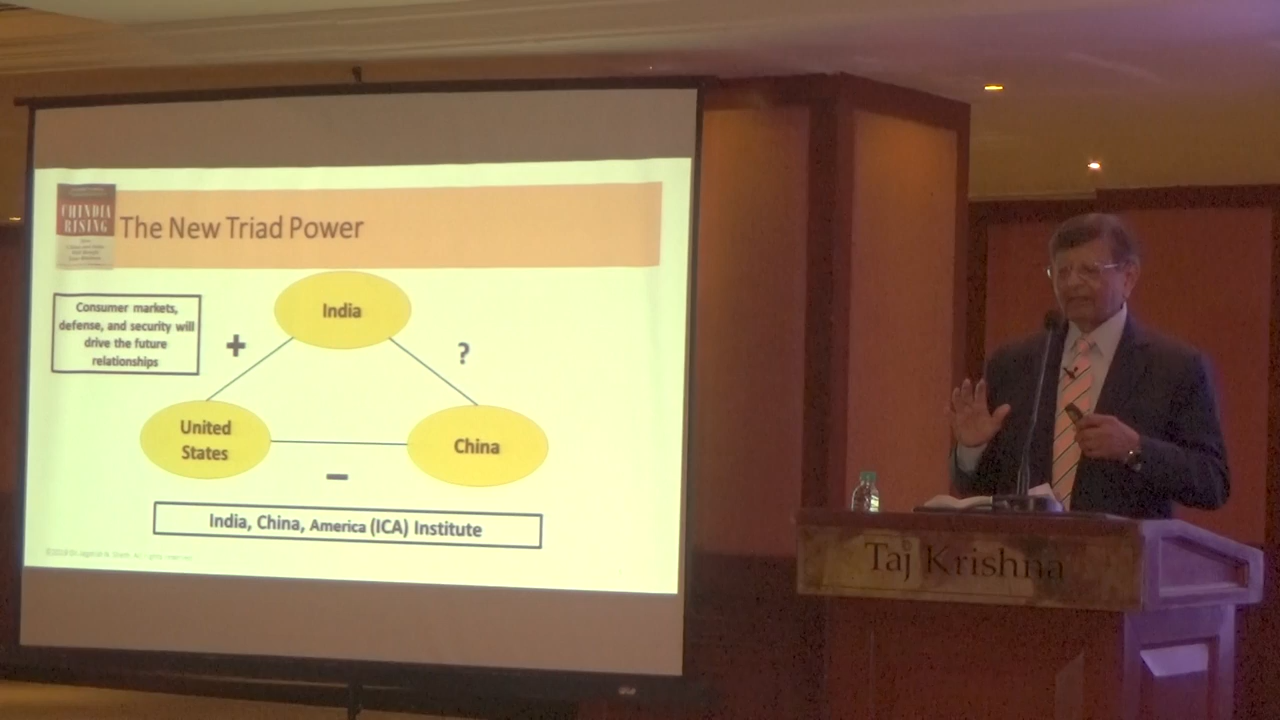 CHINDIA
RISING
The New Triad Power
Consumer markets,
defense, and security will
drive the future
relationships
+
India
?
United
States
China
–
India, China, America (ICA) Institute
Taj Krishna